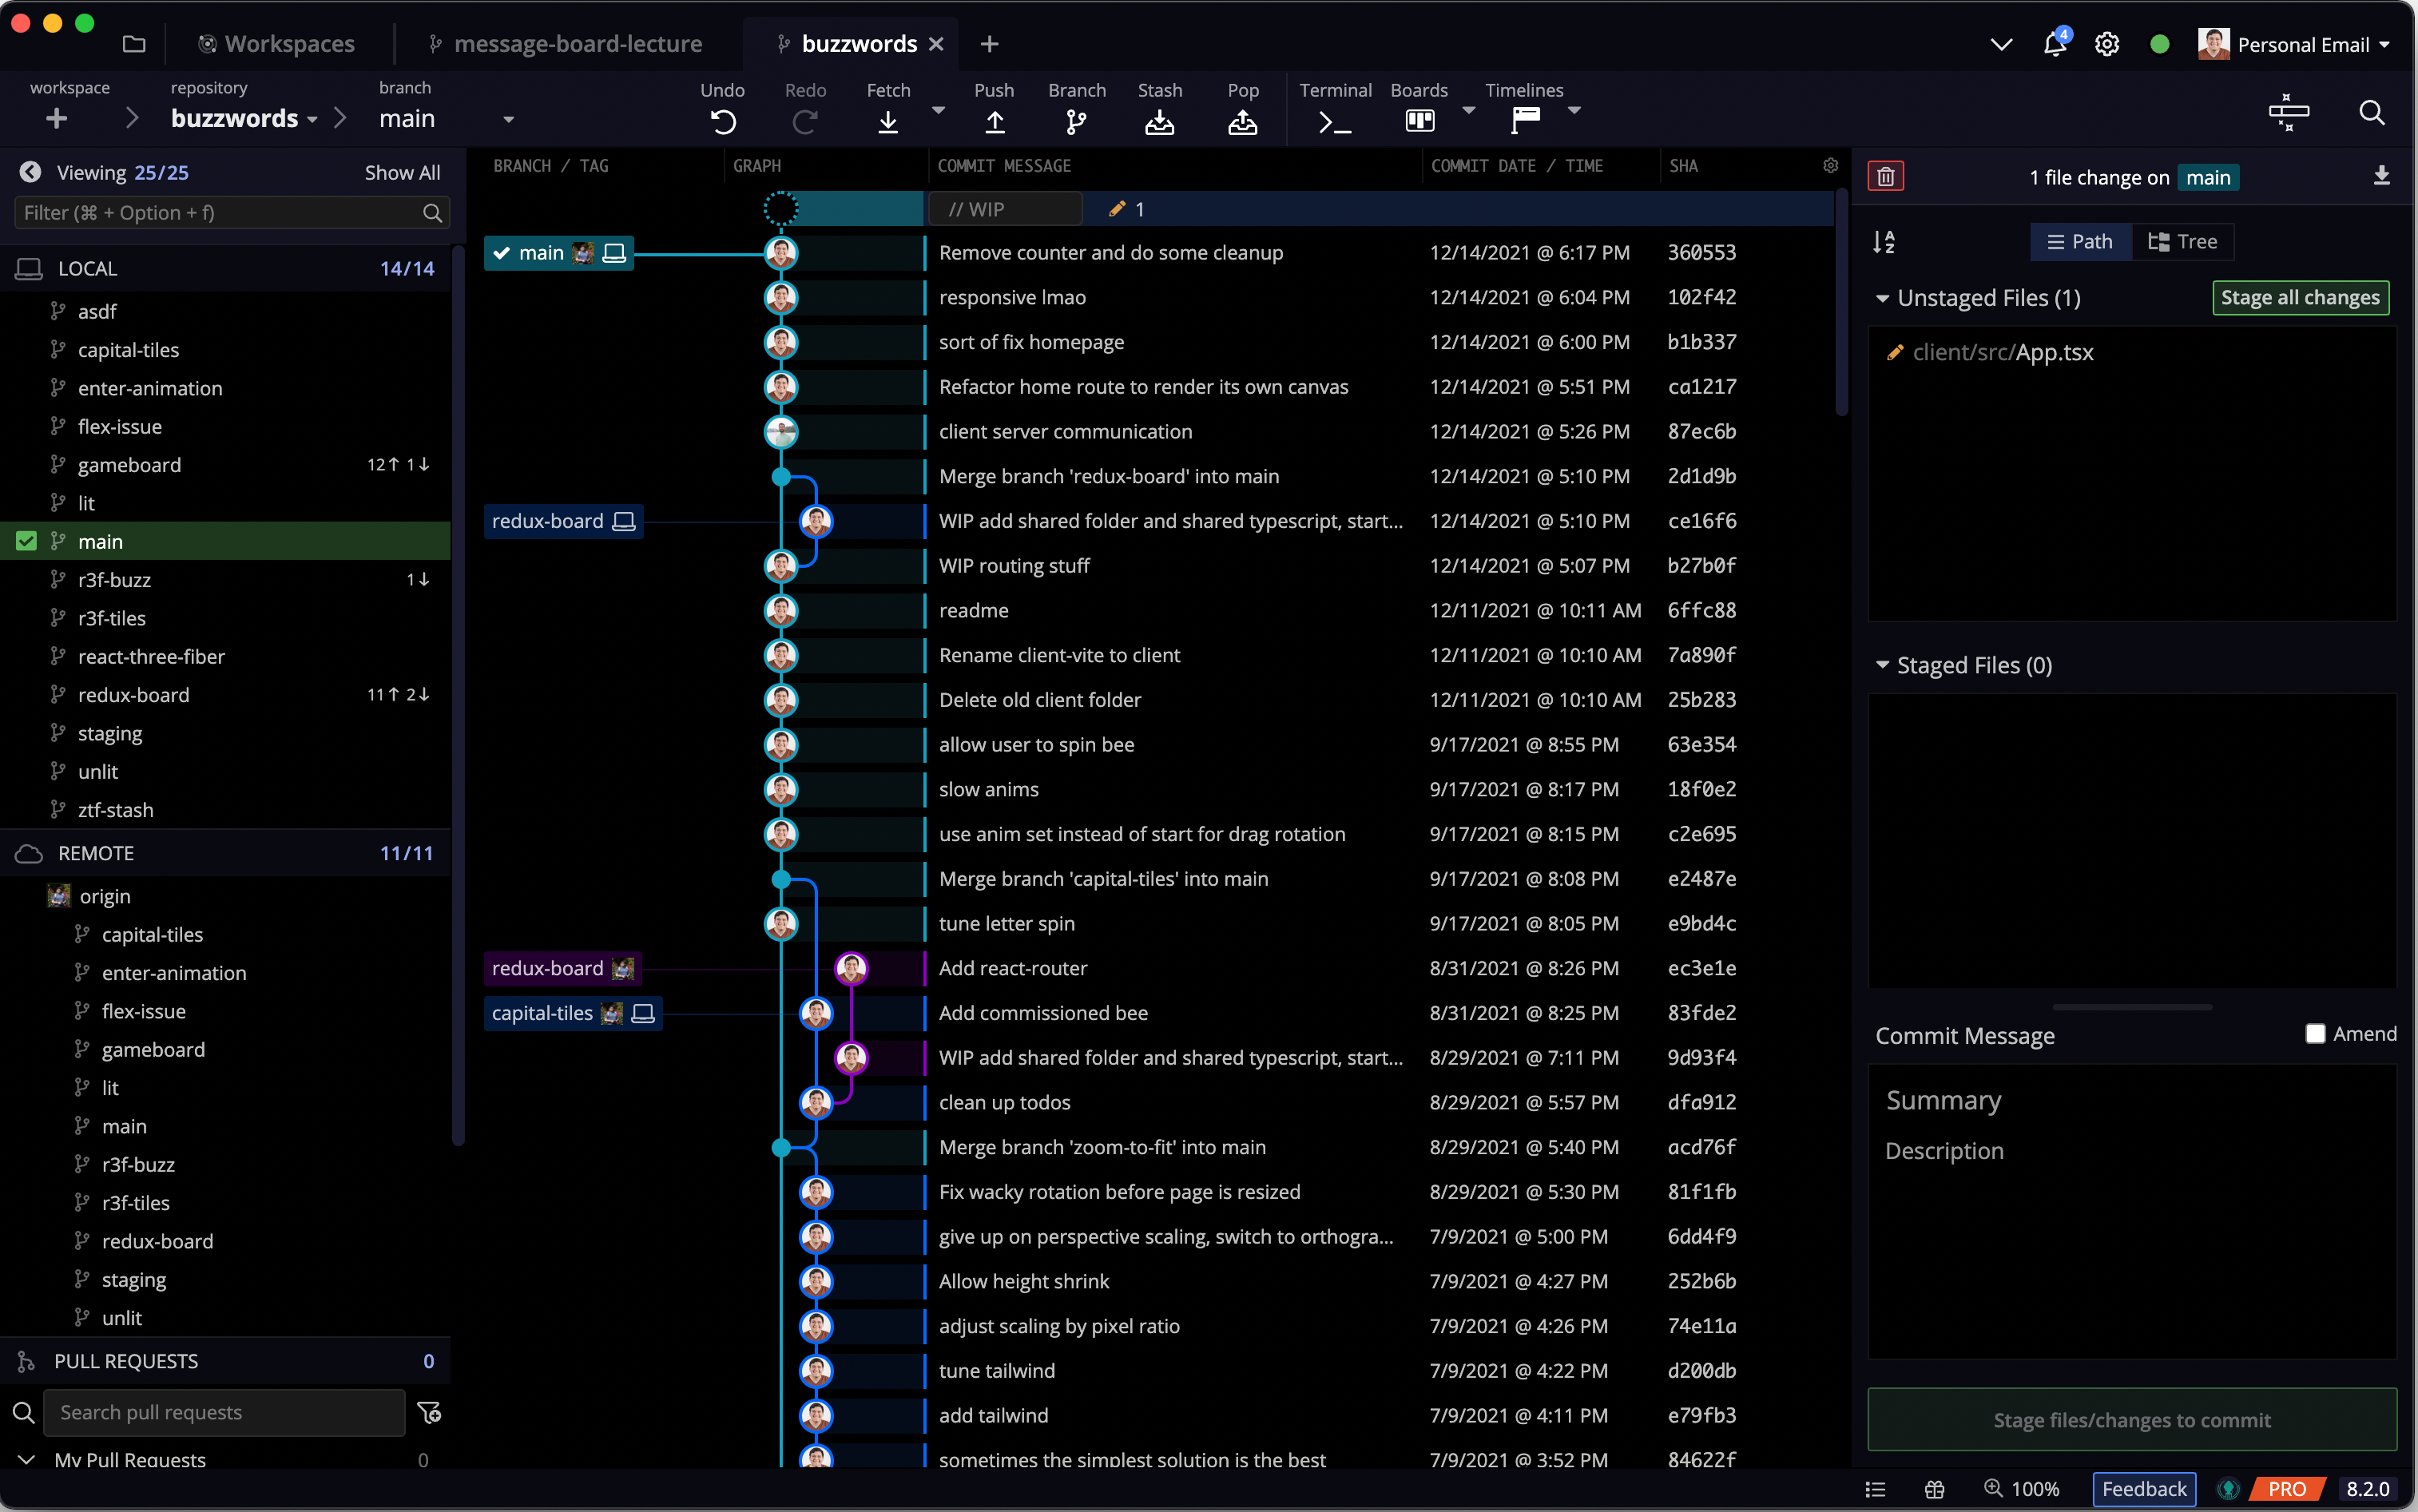 Workspaces
message-board-lecture
buzzwords
4
Personal Email
workspace
repository
buzzwords
branch
main
Undo
Redo
Fetch
Push
Branch
Stash
Pop
Terminal
Boards
Timelines
Viewing 25/25
Show All
Filter (⌘ + Option + f)
LOCAL 14/14
asdf
capital-tiles
enter-animation
flex-issue
gameboard 12↑ 1↓
lit
main
r3f-buzz 1↓
r3f-tiles
react-three-fiber
redux-board 11↑ 2↓
staging
unlit
ztf-stash
REMOTE 11/11
origin
capital-tiles
enter-animation
flex-issue
gameboard
lit
main
r3f-buzz
r3f-tiles
redux-board
staging
unlit
PULL REQUESTS 0
Search pull requests
My Pull Requests 0
BRANCH / TAG GRAPH COMMIT MESSAGE COMMIT DATE / TIME SHA
// WIP 1
main Remove counter and do some cleanup 12/14/2021 @ 6:17 PM 360553
responsive lmao 12/14/2021 @ 6:04 PM 102f42
sort of fix homepage 12/14/2021 @ 6:00 PM b1b337
Refactor home route to render its own canvas 12/14/2021 @ 5:51 PM ca1217
client server communication 12/14/2021 @ 5:26 PM 87ec6b
Merge branch 'redux-board' into main 12/14/2021 @ 5:10 PM 2d1d9b
redux-board WIP add shared folder and shared typescript, start... 12/14/2021 @ 5:10 PM ce16f6
WIP routing stuff 12/14/2021 @ 5:07 PM b27b0f
readme 12/11/2021 @ 10:11 AM 6ffc88
Rename client-vite to client 12/11/2021 @ 10:10 AM 7a890f
Delete old client folder 12/11/2021 @ 10:10 AM 25b283
allow user to spin bee 9/17/2021 @ 8:55 PM 63e354
slow anims 9/17/2021 @ 8:17 PM 18f0e2
use anim set instead of start for drag rotation 9/17/2021 @ 8:15 PM c2e695
Merge branch 'capital-tiles' into main 9/17/2021 @ 8:08 PM e2487e
tune letter spin 9/17/2021 @ 8:05 PM e9bd4c
redux-board Add react-router 8/31/2021 @ 8:26 PM ec3e1e
capital-tiles Add commissioned bee 8/31/2021 @ 8:25 PM 83fde2
WIP add shared folder and shared typescript, start... 8/29/2021 @ 7:11 PM 9d93f4
clean up todos 8/29/2021 @ 5:57 PM dfa912
Merge branch 'zoom-to-fit' into main 8/29/2021 @ 5:40 PM acd76f
Fix wacky rotation before page is resized 8/29/2021 @ 5:30 PM 81f1fb
give up on perspective scaling, switch to orthogra... 7/9/2021 @ 5:00 PM 6dd4f9
Allow height shrink 7/9/2021 @ 4:27 PM 252b6b
adjust scaling by pixel ratio 7/9/2021 @ 4:26 PM 74e11a
tune tailwind 7/9/2021 @ 4:22 PM d200db
add tailwind 7/9/2021 @ 4:11 PM e79fb3
sometimes the simplest solution is the best 7/9/2021 @ 3:52 PM 84622f
1 file change on main
Path
Tree
Unstaged Files (1)
Stage all changes
client/src/App.tsx
Staged Files (0)
Commit Message
Amend
Summary
Description
Stage files/changes to commit
100%
Feedback
PRO
8.2.0